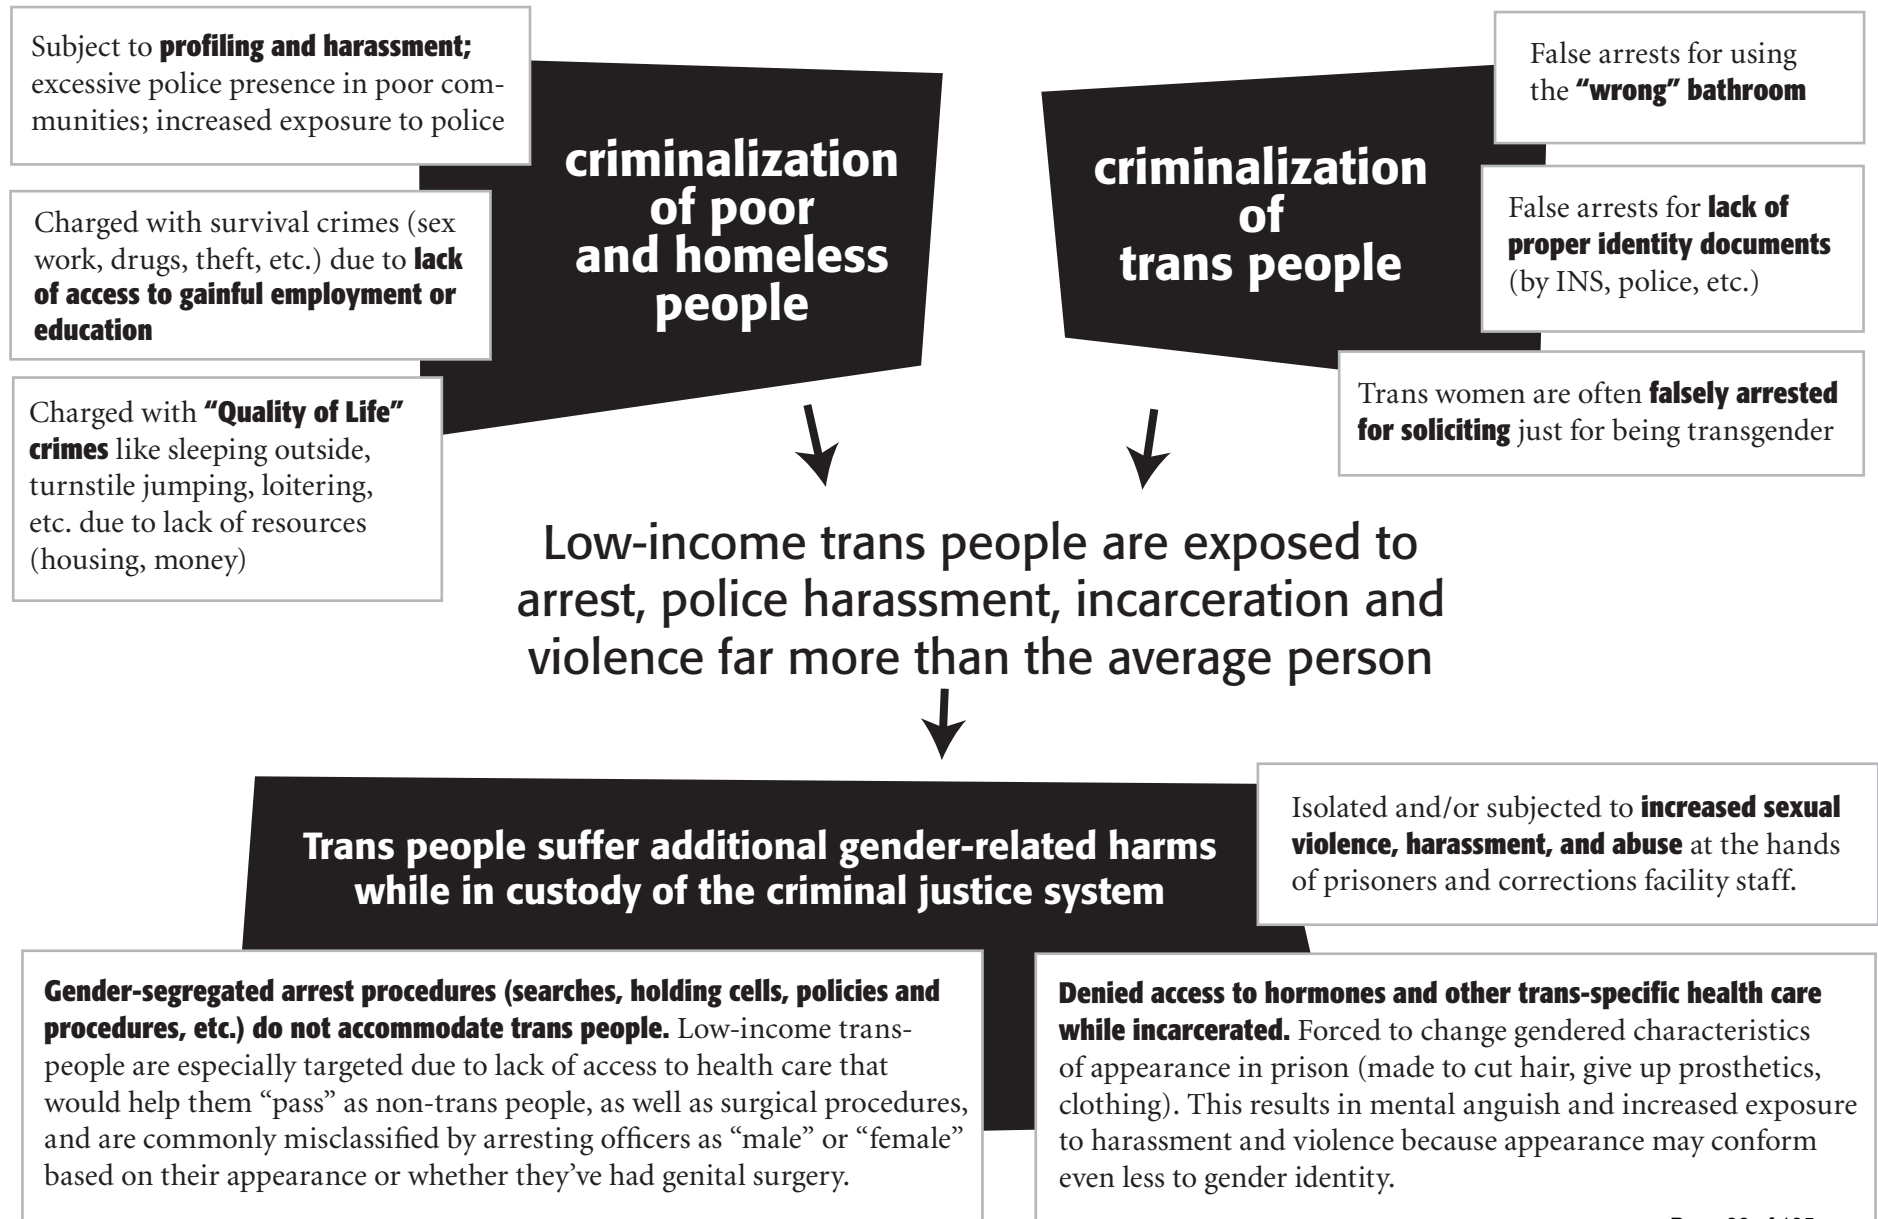 Subject to profiling and harassment;
excessive police presence in poor com-
munities; increased exposure to police
Charged with survival crimes (sex
work, drugs, theft, etc.) due to lack
of access to gainful employment or
education
Charged with “Quality of Life”
crimes like sleeping outside,
turnstile jumping, loitering,
etc. due to lack of resources
(housing, money)
criminalization
of poor
and homeless
people
criminalization
of
trans people
False arrests for using
the “wrong” bathroom
False arrests for lack of
proper identity documents
(by INS, police, etc.)
Trans women are often falsely arrested
for soliciting just for being transgender
Low-income trans people are exposed to
arrest, police harassment, incarceration and
violence far more than the average person
Trans people suffer additional gender-related harms
while in custody of the criminal justice system
Isolated and/or subjected to increased sexual
violence, harassment, and abuse at the hands
of prisoners and corrections facility staff.
Gender-segregated arrest procedures (searches, holding cells, policies and
procedures, etc.) do not accommodate trans people. Low-income trans-
people are especially targeted due to lack of access to health care that
would help them “pass” as non-trans people, as well as surgical procedures,
and are commonly misclassified by arresting officers as “male” or “female”
based on their appearance or whether they’ve had genital surgery.
Denied access to hormones and other trans-specific health care
while incarcerated. Forced to change gendered characteristics
of appearance in prison (made to cut hair, give up prosthetics,
clothing). This results in mental anguish and increased exposure
to harassment and violence because appearance may conform
even less to gender identity.